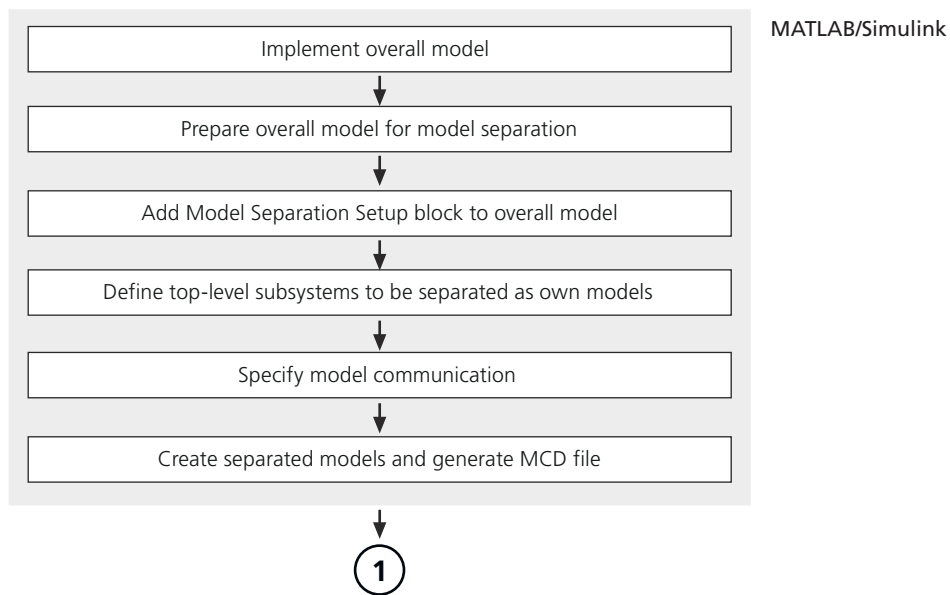 MATLAB/Simulink
Implement overall model
Prepare overall model for model separation
Add Model Separation Setup block to overall model
Define top-level subsystems to be separated as own models
Specify model communication
Create separated models and generate MCD file
1